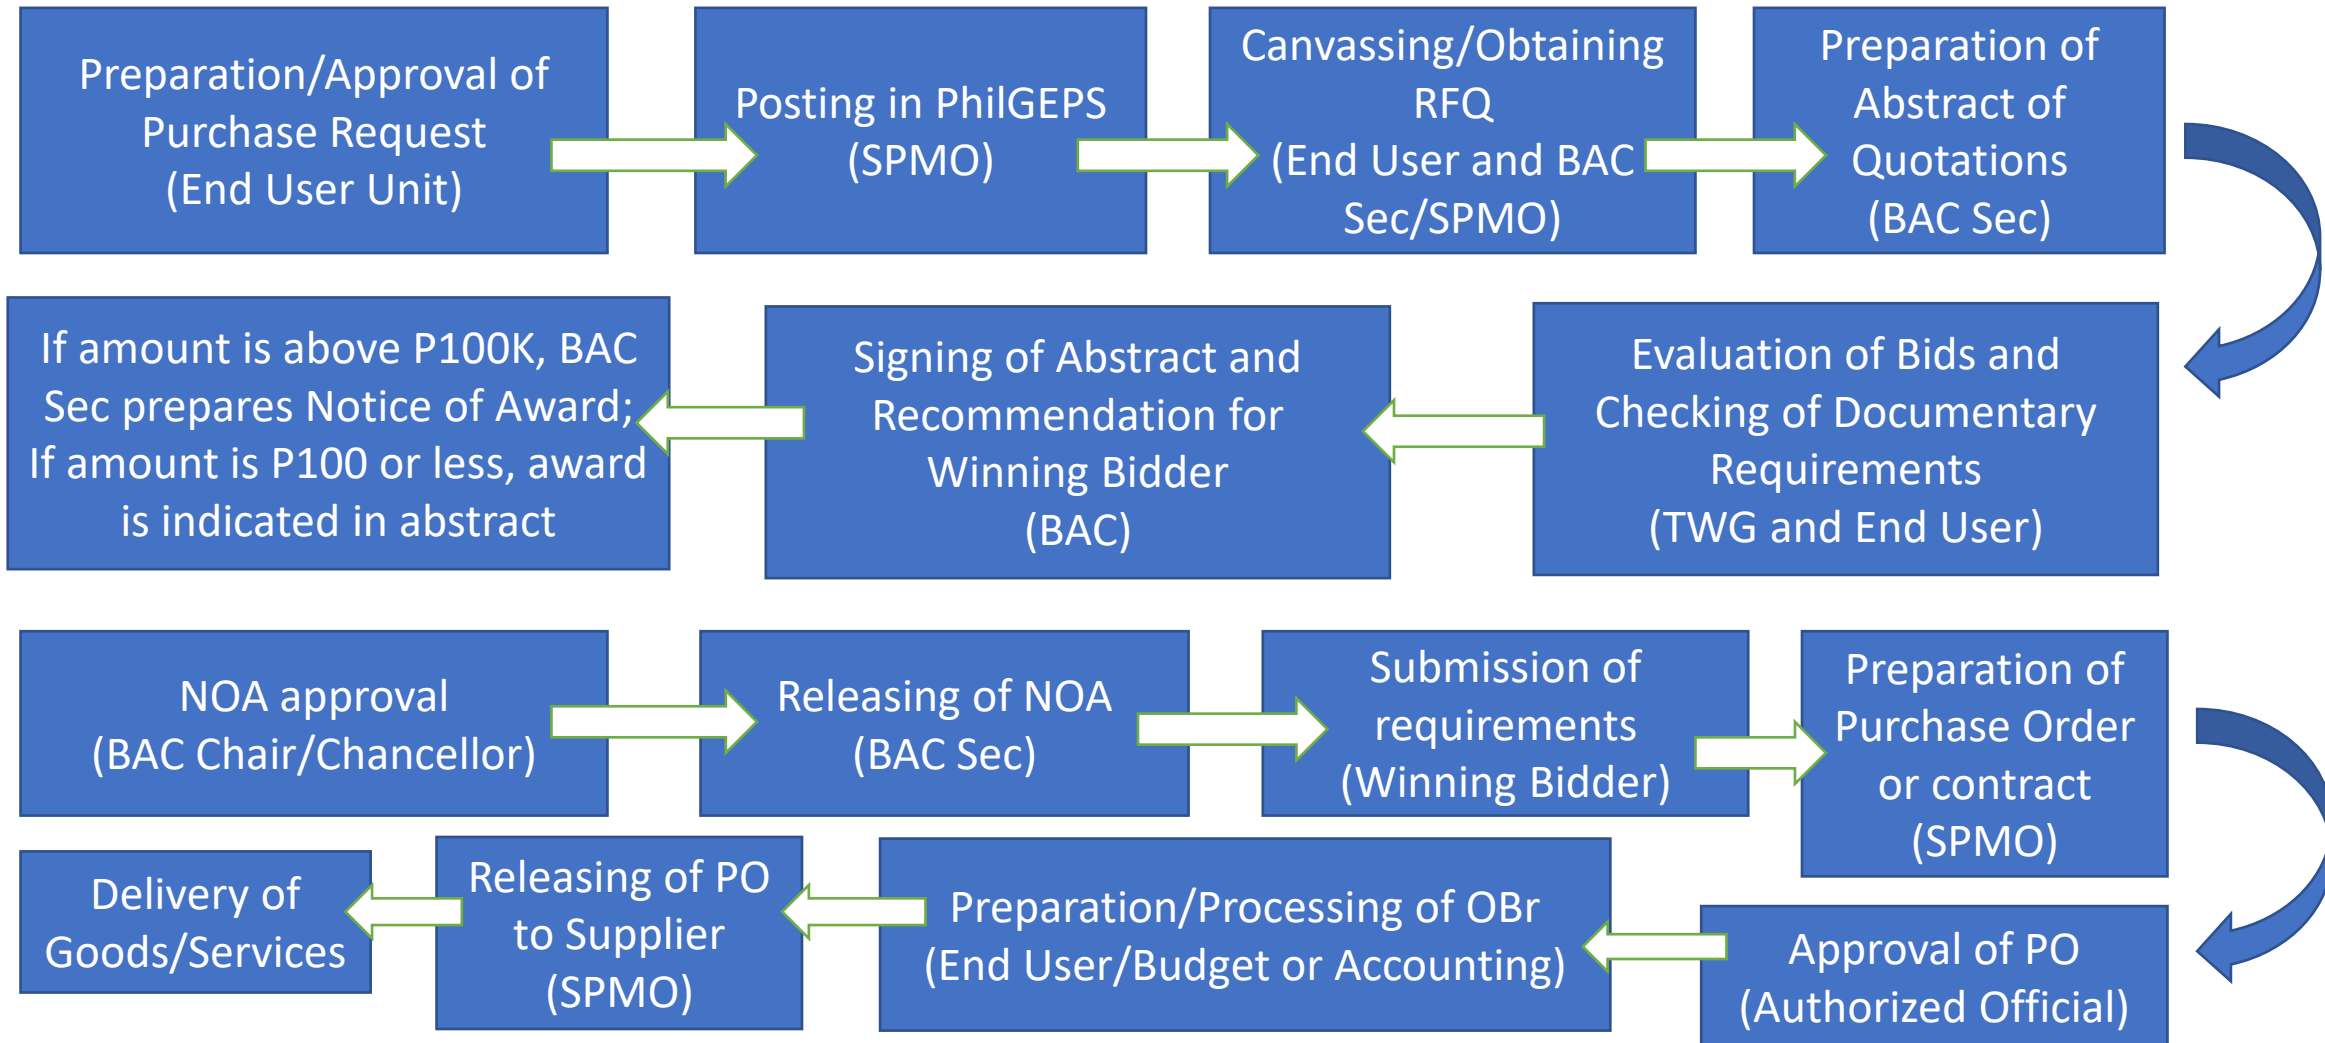 Preparation/Approval of
Purchase Request
(End User Unit)
Posting in PhilGEPS
(SPMO)
Canvassing/Obtaining
RFQ
(End User and BAC
Sec/SPMO)
Preparation of
Abstract of
Quotations
(BAC Sec)
Evaluation of Bids and
Checking of Documentary
Requirements
(TWG and End User)
Signing of Abstract and
Recommendation for
Winning Bidder
(BAC)
If amount is above P100K, BAC
Sec prepares Notice of Award;
If amount is P100 or less, award
is indicated in abstract
NOA approval
(BAC Chair/Chancellor)
Releasing of NOA
(BAC Sec)
Submission of
requirements
(Winning Bidder)
Preparation of
Purchase Order
or contract
(SPMO)
Approval of PO
(Authorized Official)
Preparation/Processing of OBr
(End User/Budget or Accounting)
Releasing of PO
to Supplier
(SPMO)
Delivery of
Goods/Services